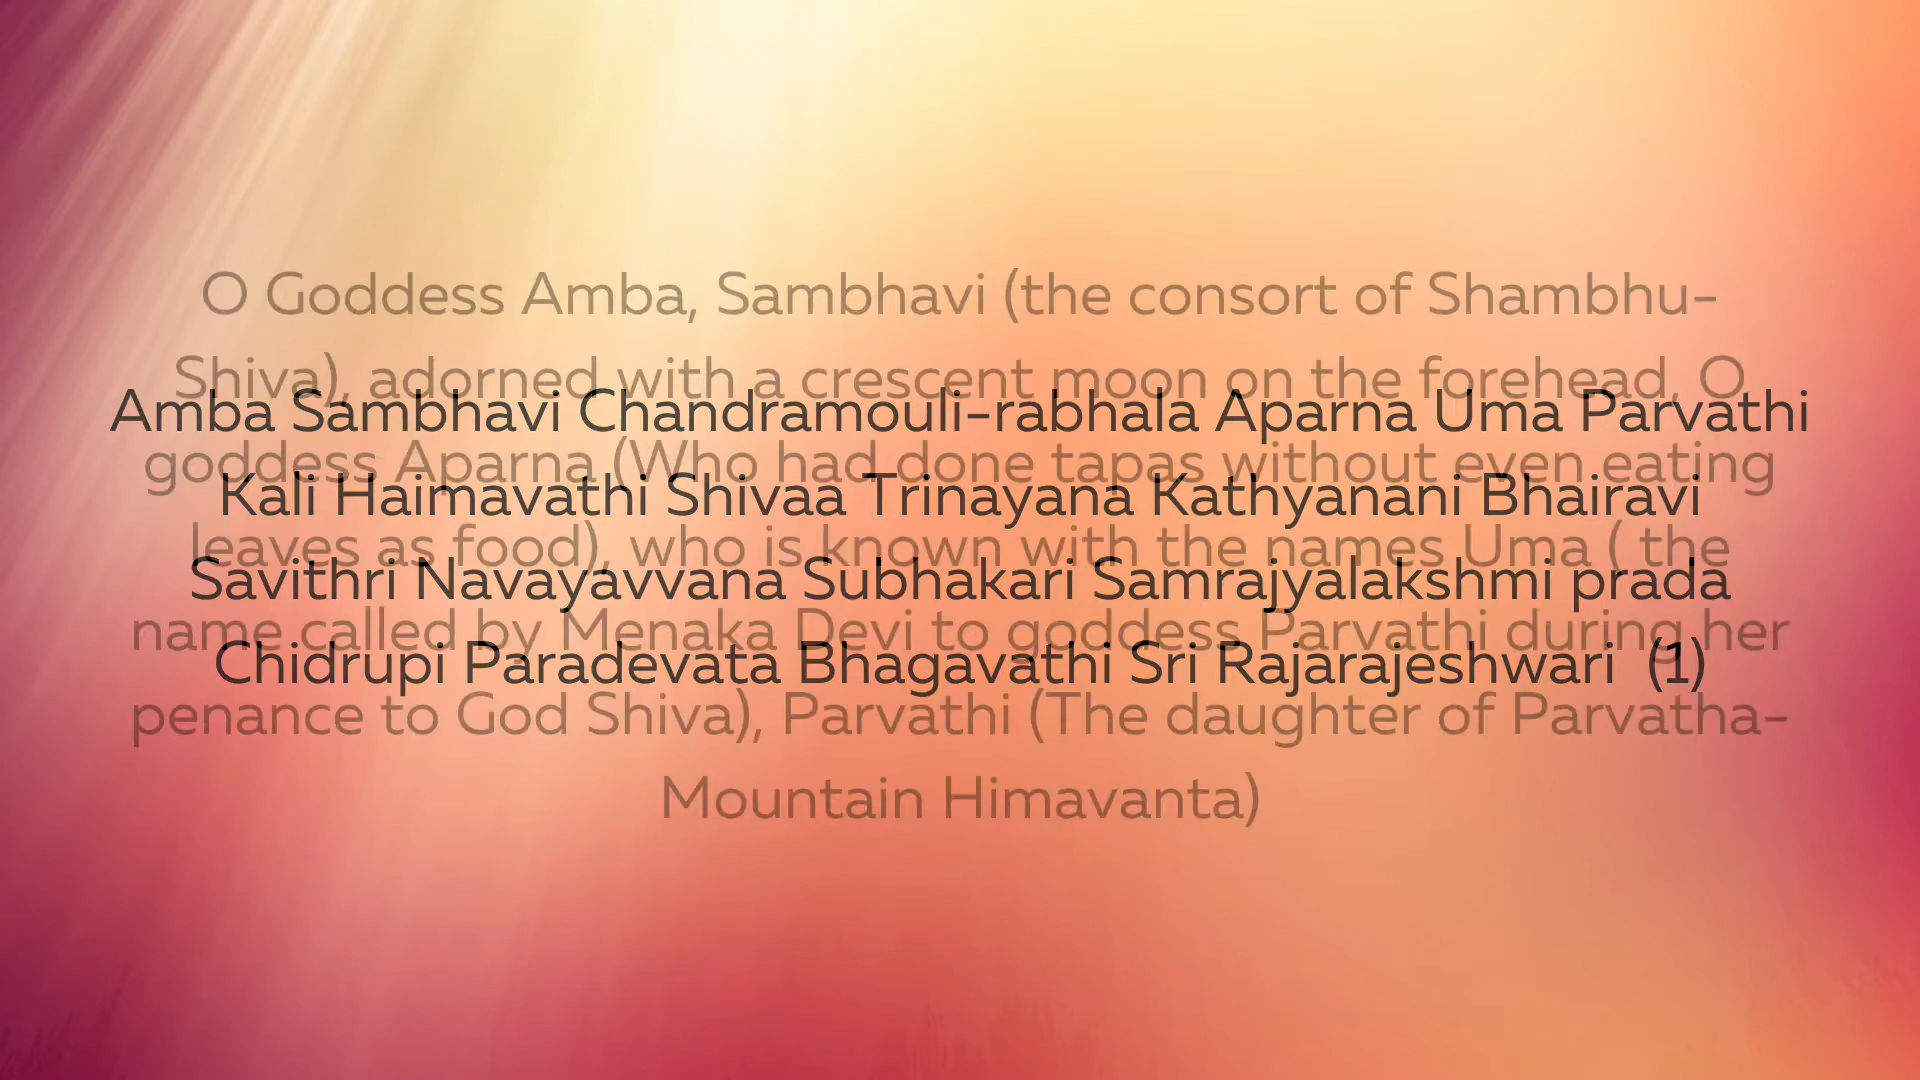 O Goddess Amba, Sambhavi (the consort of Shambhu-
Shiva), adorned with a crescent moon on the forehead, O
goddess Aparna (Who had done tapas without even eating
leaves as food), who is known with the names Uma ( the
name called by Menaka Devi to goddess Parvathi during her
penance to God Shiva), Parvathi (The daughter of Parvatha-
Mountain Himavanta)
Amba Sambhavi Chandramouli-rabhala Aparna Uma Parvathi
Kali Haimavathi Shivaa Trinayana Kathyanani Bhairavi
Savithri Navayavvana Subhakari Samrajyalakshmi prada
Chidrupi Paradevata Bhagavathi Sri Rajarajeshwari (1)